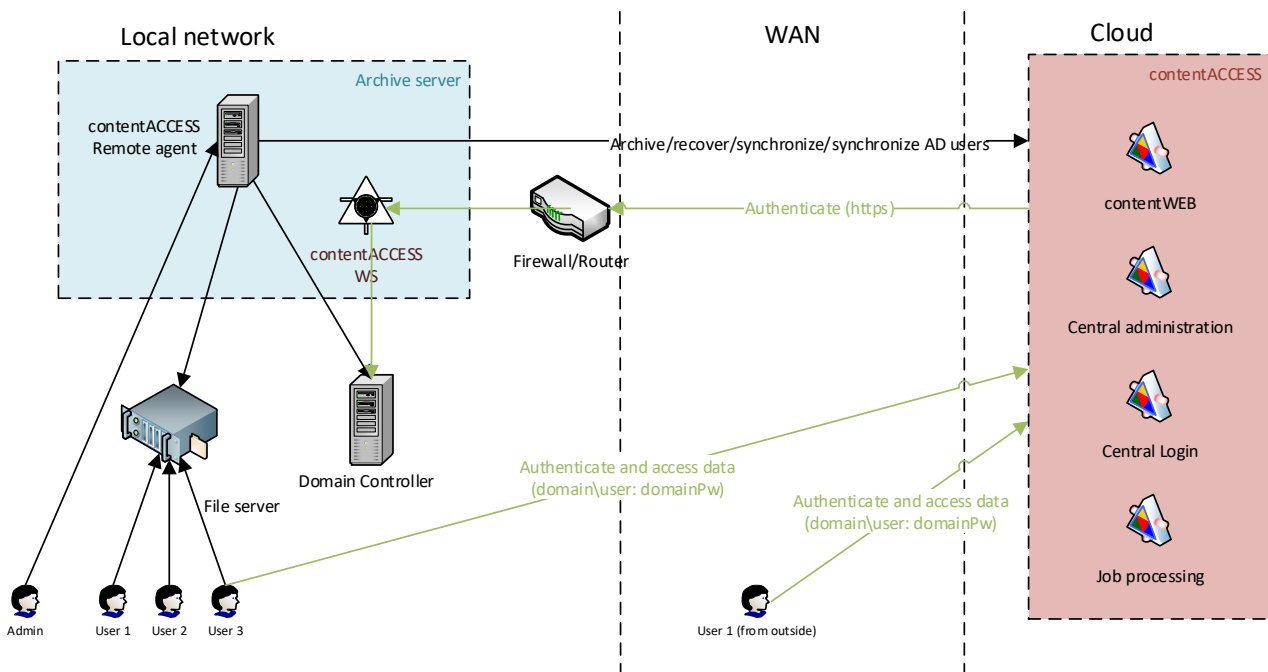 Local network
WAN
Cloud
Archive server
contentACCESS
contentACCESS
Remote agent
Archive/recover/synchronize/synchronize AD users
contentWEB
Authenticate (https)
contentACCESS
WS
Firewall/Router
Central administration
Central Login
Domain Controller
Authenticate and access data
(domain\user: domainPw)
Authenticate and access data
(domain\user: domainPw)
File server
Job processing
Admin
User 1
User 2
User 3
User 1 (from outside)